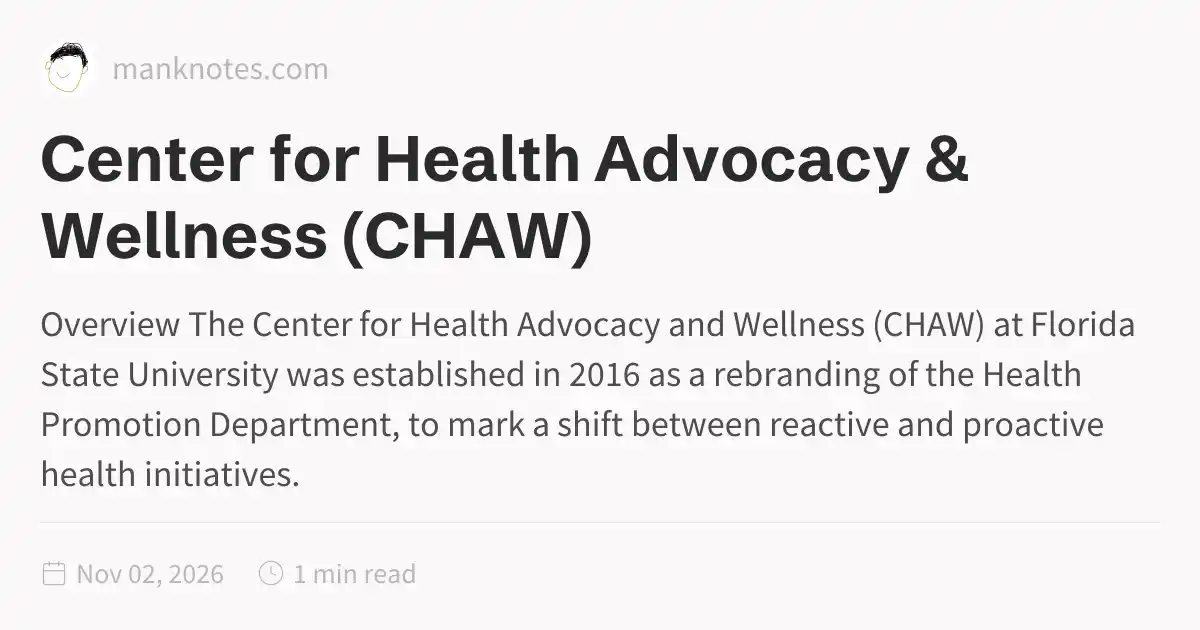 manknotes.com
Center for Health Advocacy &
Wellness (CHAW)
Overview The Center for Health Advocacy and Wellness (CHAW) at Florida
State University was established in 2016 as a rebranding of the Health
Promotion Department, to mark a shift between reactive and proactive
health initiatives.
Nov 02, 2026 1 min read